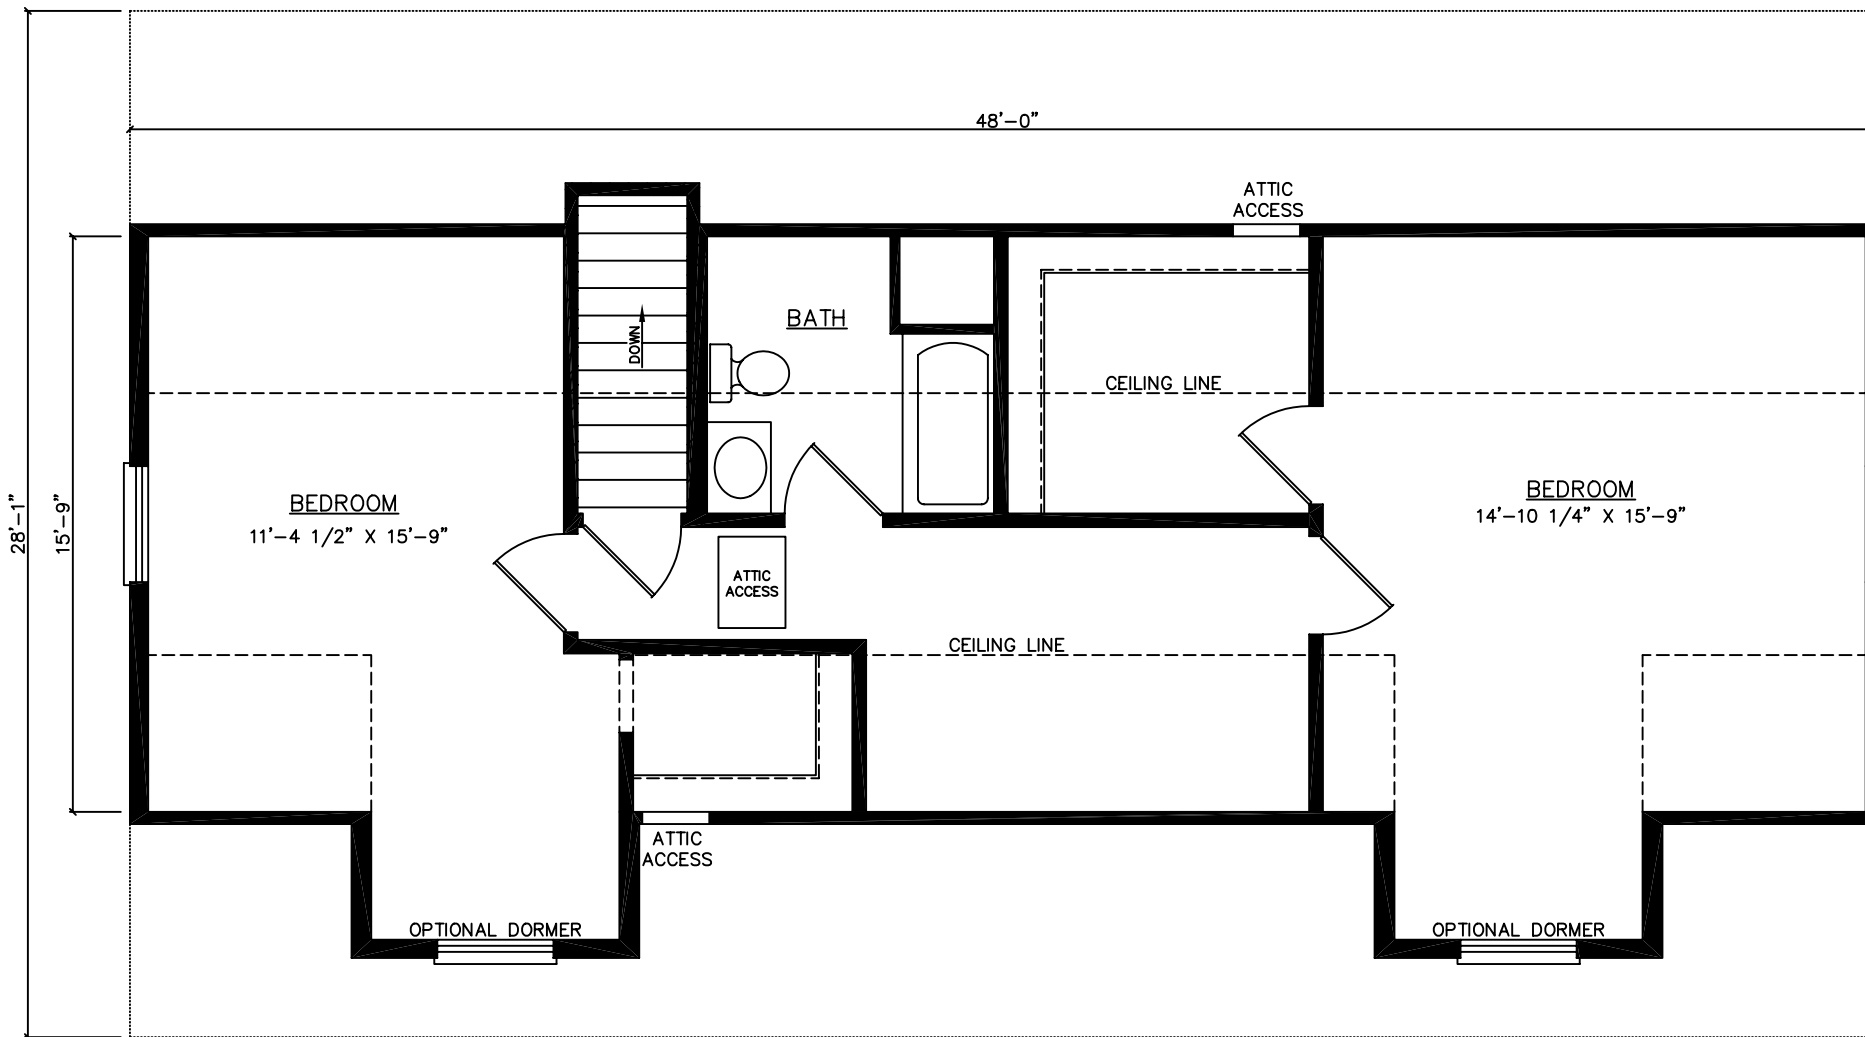 48'-0"
ATTIC
ACCESS
BATH
DOWN
CEILING LINE
28'-1"
15'-9"
BEDROOM
11'-4 1/2" X 15'-9"
BEDROOM
14'-10 1/4" X 15'-9"
ATTIC
ACCESS
CEILING LINE
ATTIC
ACCESS
OPTIONAL DORMER
OPTIONAL DORMER